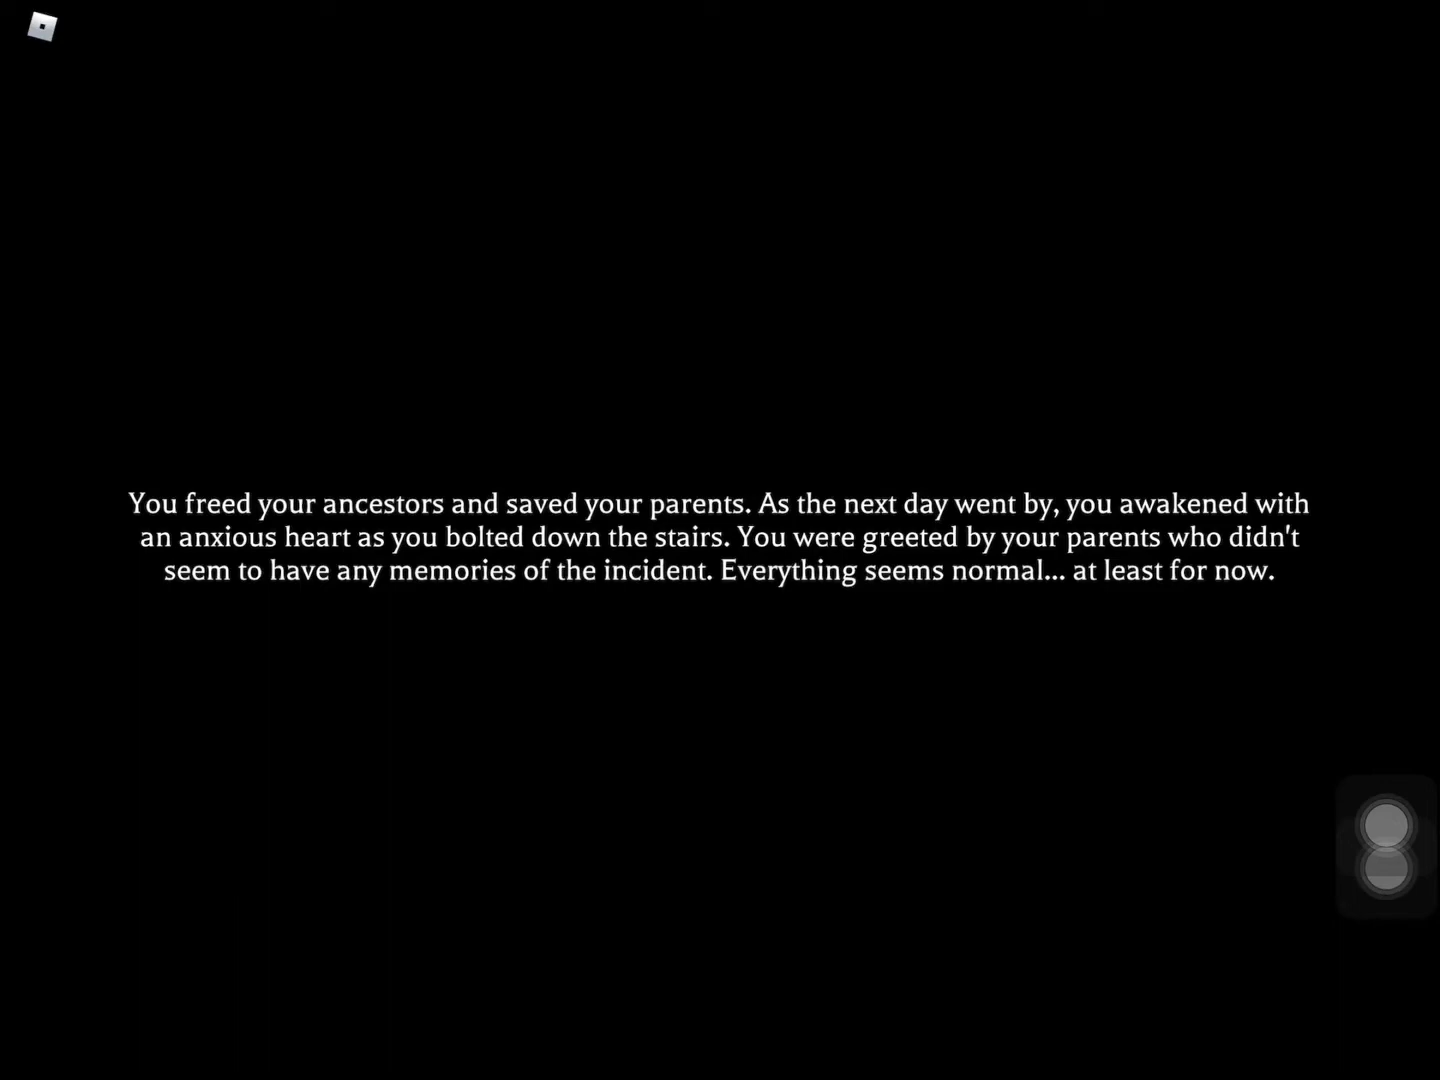 You freed your ancestors and saved your parents. As the next day went by, you awakened with
an anxious heart as you bolted down the stairs. You were greeted by your parents who didn't
seem to have any memories of the incident. Everything seems normal... at least for now.